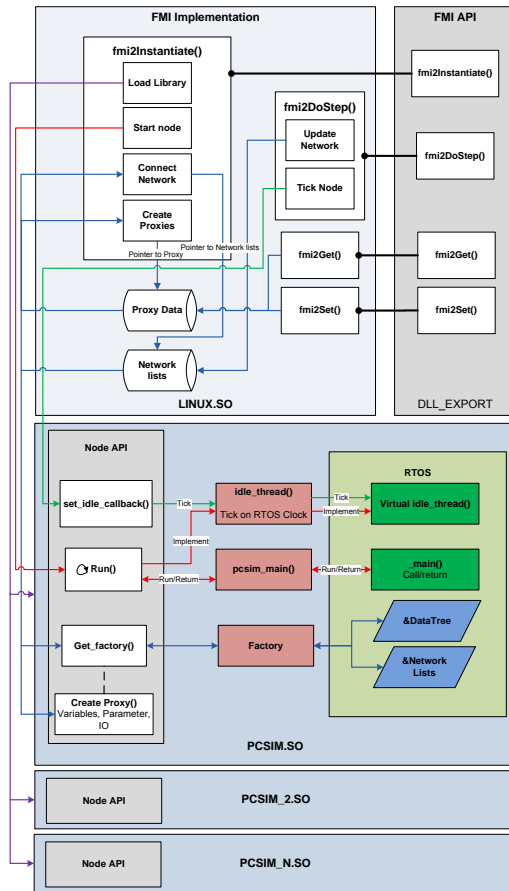 FMI Implementation
FMI API
fmi2Instantiate()
Load Library
Start node
Connect
Network
Create
Proxies
fmi2DoStep()
Update
Network
Tick Node
fmi2Instantiate()
fmi2DoStep()
Pointer to Network lists
Pointer to Proxy
fmi2Get()
fmi2Get()
Proxy Data
fmi2Set()
fmi2Set()
Network
lists
LINUX.SO
DLL_EXPORT
Node API
RTOS
set_idle_callback()
Tick
idle_thread()
Tick on RTOS Clock
Tick
Implement
Virtual idle_thread()
Implement
Run()
Run/Return
pcsim_main()
Run/Return
_main()
Call/return
&DataTree
Get_factory()
Factory
&Network
Lists
Create Proxy()
Variables, Parameter,
IO
PCSIM.SO
Node API
PCSIM_2.SO
Node API
PCSIM_N.SO